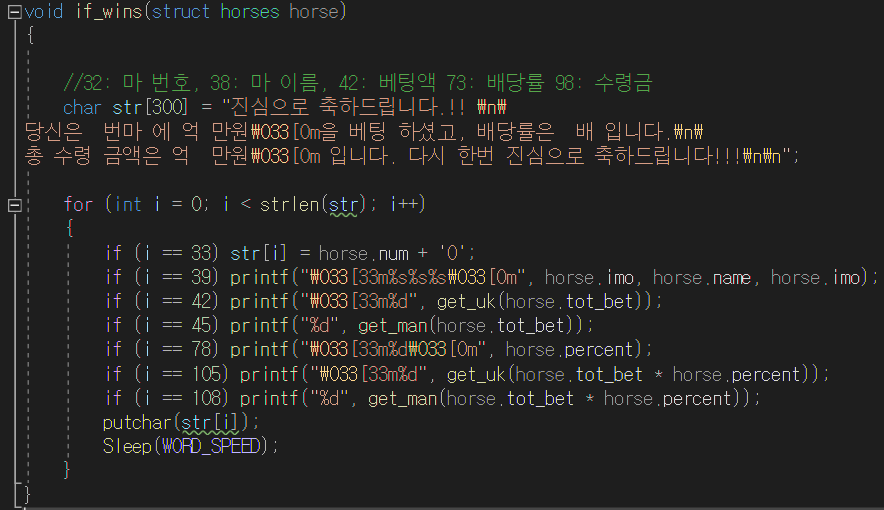 void if_wins(struct horses horse)
{
//32: 마 번호, 38: 마 이름, 42: 베팅액 73: 배당률 98: 수령금
char str[300] = "진심으로 축하드립니다.!! ₩n₩
당신은  번마 에 억 만원₩033[0m을 베팅 하셨고, 배당률은  배 입니다.₩n₩
총 수령 금액은 억  만원₩033[0m 입니다. 다시 한번 진심으로 축하드립니다!!!₩n₩n";
for (int i = 0; i < strlen(str); i++)
{
if (i == 33) str[i] = horse.num + '0';
if (i == 39) printf("₩033[33m%s%s%s₩033[0m", horse.imo, horse.name, horse.imo);
if (i == 42) printf("₩033[33m%d", get_uk(horse.tot_bet));
if (i == 45) printf("%d", get_man(horse.tot_bet));
if (i == 78) printf("₩033[33m%d₩033[0m", horse.percent);
if (i == 105) printf("₩033[33m%d", get_uk(horse.tot_bet * horse.percent));
if (i == 108) printf("%d", get_man(horse.tot_bet * horse.percent));
putchar(str[i]);
Sleep(WORD_SPEED);
}
}